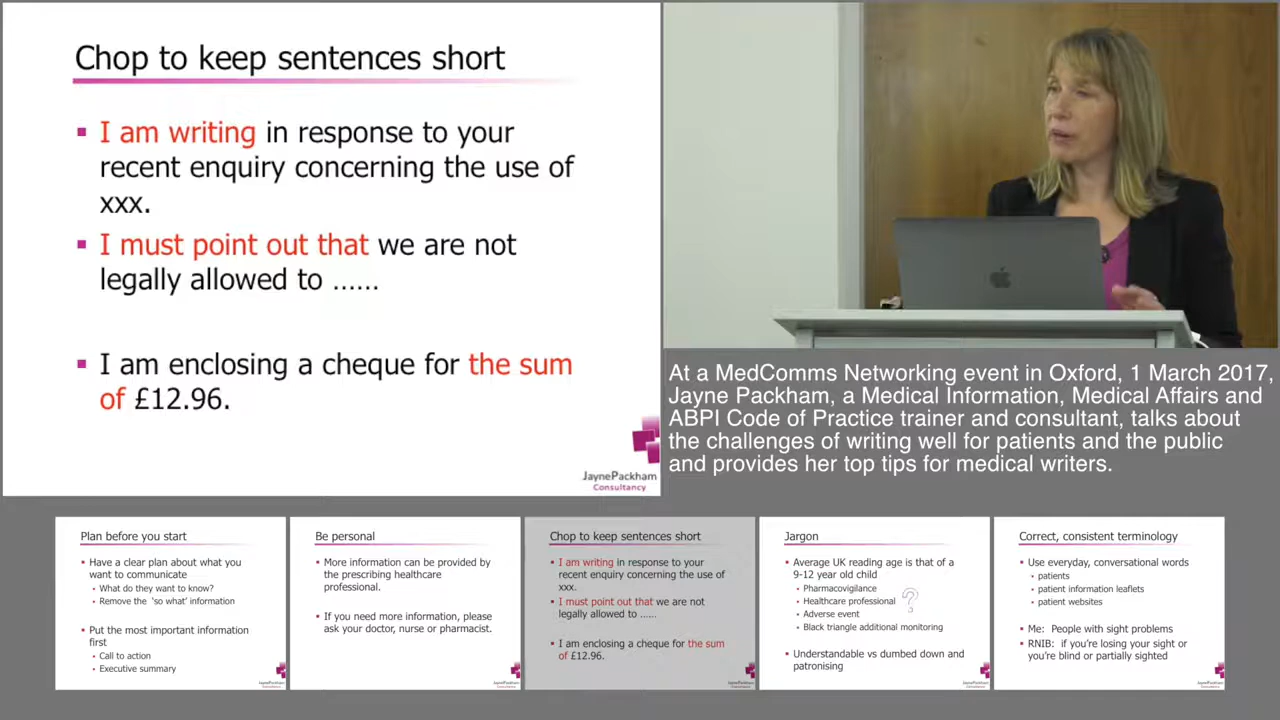 Chop to keep sentences short
▪ I am writing in response to your
recent enquiry concerning the use of
xxx.
▪ I must point out that we are not
legally allowed to ......
▪ I am enclosing a cheque for the sum
of £12.96.
JaynePackham
Consultancy
At a MedComms Networking event in Oxford, 1 March 2017,
Jayne Packham, a Medical Information, Medical Affairs and
ABPI Code of Practice trainer and consultant, talks about
the challenges of writing well for patients and the public
and provides her top tips for medical writers.
Plan before you start
• Have a clear plan about what you
want to communicate
• What do they want to know?
• Remove the 'so what' information
• Put the most important information
first
• Call to action
• Executive summary
JaynePackham
Consultancy
Be personal
• More information can be provided by
the prescribing healthcare
professional.
• If you need more information, please
ask your doctor, nurse or pharmacist.
JaynePackham
Consultancy
Chop to keep sentences short
• I am writing in response to your
recent enquiry concerning the use of
xxx.
• I must point out that we are not
legally allowed to ......
• I am enclosing a cheque for the sum
of £12.96.
JaynePackham
Consultancy
Jargon
• Average UK reading age is that of a
9-12 year old child
• Pharmacovigilance
• Healthcare professional
• Adverse event
• Black triangle additional monitoring
?
• Understandable vs dumbed down and
patronising
JaynePackham
Consultancy
Correct, consistent terminology
• Use everyday, conversational words
• patients
• patient information leaflets
• patient websites
• Me: People with sight problems
• RNIB: if you're losing your sight or
you're blind or partially sighted
JaynePackham
Consultancy